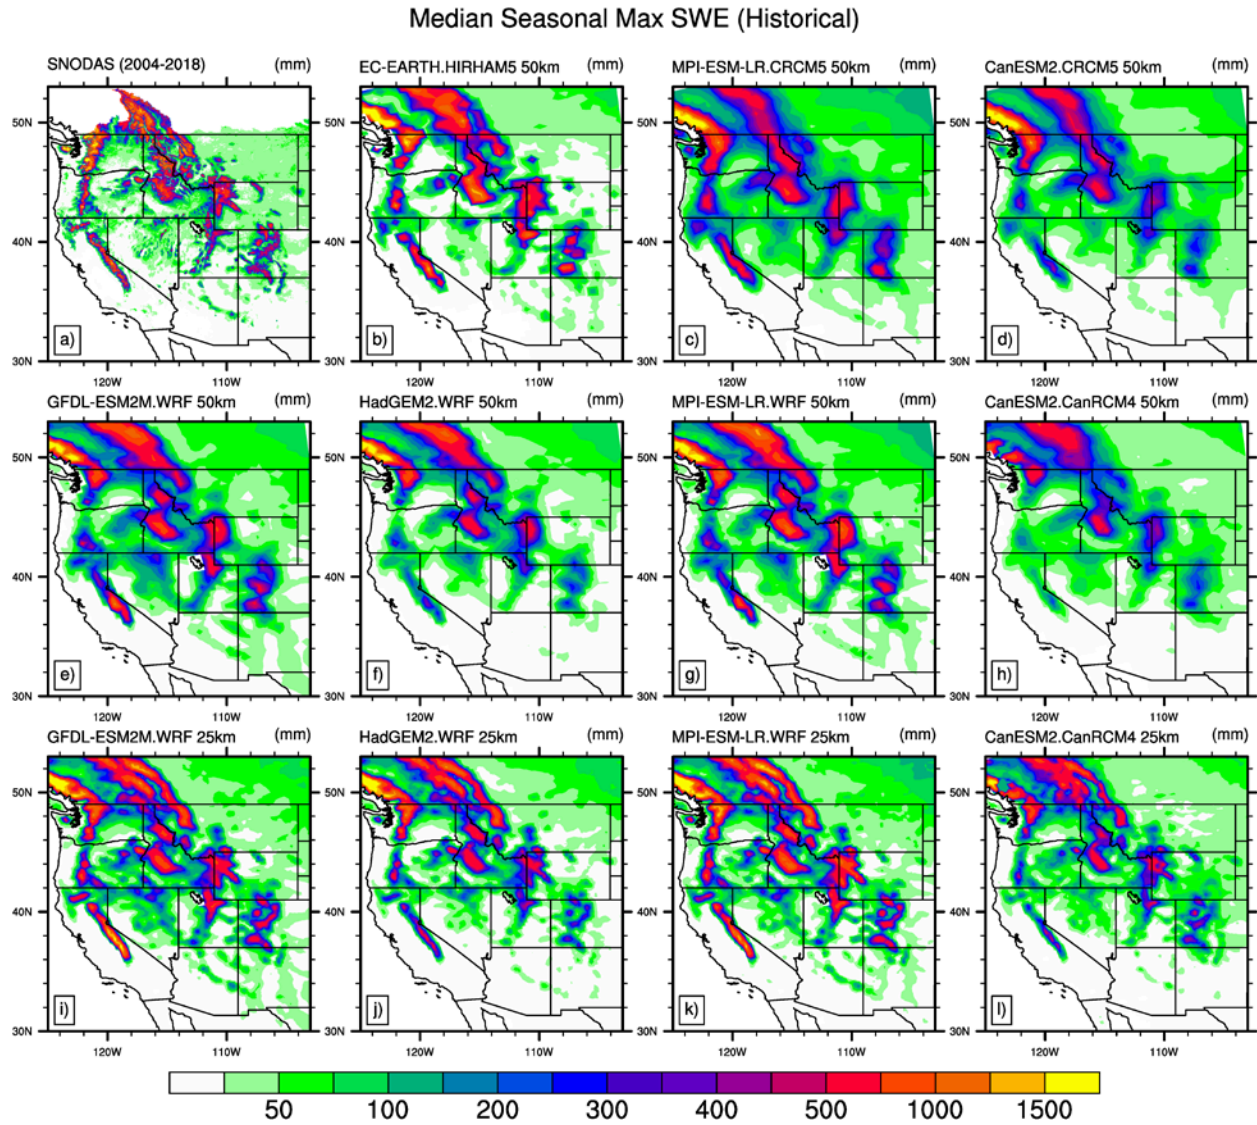 Median Seasonal Max SWE (Historical)
SNODAS (2004-2018) (mm) EC-EARTH.HIRHAM5 50km (mm) MPI-ESM-LR.CRCM5 50km (mm) CanESM2.CRCM5 50km (mm)
50N 50N 50N 50N
40N 40N 40N 40N
a) b) c) d)
30N 30N 30N 30N
120W 110W 120W 110W 120W 110W 120W 110W
GFDL-ESM2M.WRF 50km (mm) HadGEM2.WRF 50km (mm) MPI-ESM-LR.WRF 50km (mm) CanESM2.CanRCM4 50km (mm)
50N 50N 50N 50N
40N 40N 40N 40N
e) f) g) h)
30N 30N 30N 30N
120W 110W 120W 110W 120W 110W 120W 110W
GFDL-ESM2M.WRF 25km (mm) HadGEM2.WRF 25km (mm) MPI-ESM-LR.WRF 25km (mm) CanESM2.CanRCM4 25km (mm)
50N 50N 50N 50N
40N 40N 40N 40N
i) j) k) l)
30N 30N 30N 30N
120W 110W 120W 110W 120W 110W 120W 110W
50 100 200 300 400 500 1000 1500